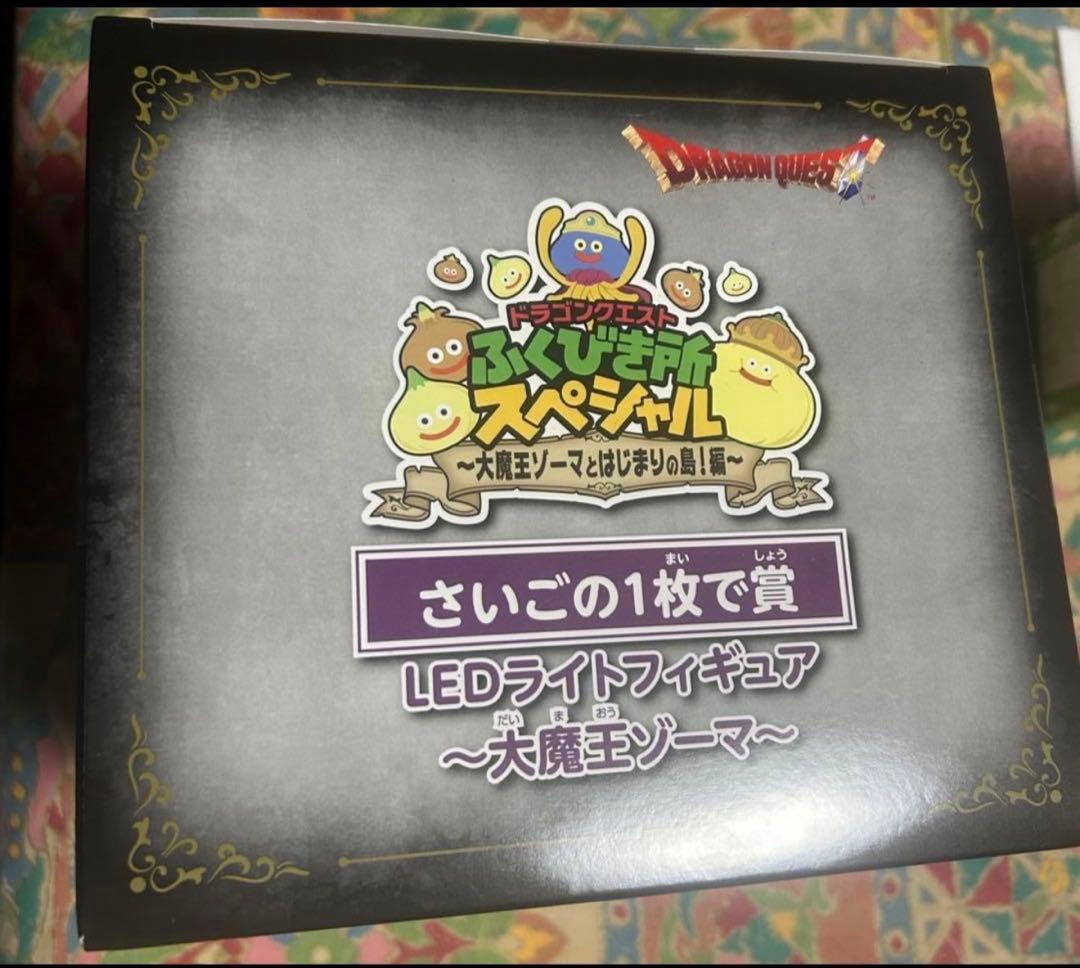 DRAGON QUEST™
ドラゴンクエスト
ふくびき所
スペシャル
～大魔王ゾーマとはじまりの島！編～
さいごの1枚で賞
まい しょう
LEDライトフィギュア
～大魔王ゾーマ～
だい ま おう